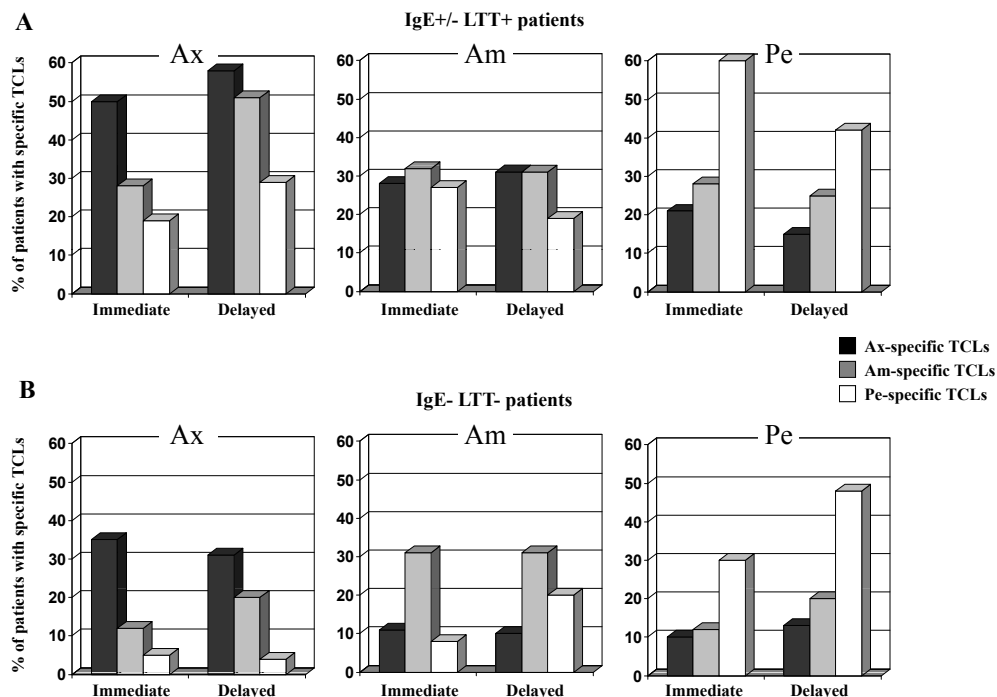 A
IgE+/- LTT+ patients
Ax
Am
Pe
% of patients with specific TCLs
60
50
40
30
20
10
0
Immediate
Delayed
60
50
40
30
20
10
0
Immediate
Delayed
60
50
40
30
20
10
0
Immediate
Delayed
Ax-specific TCLs
Am-specific TCLs
Pe-specific TCLs
B
IgE- LTT- patients
Ax
Am
Pe
% of patients with specific TCLs
60
50
40
30
20
10
0
Immediate
Delayed
60
50
40
30
20
10
0
Immediate
Delayed
60
50
40
30
20
10
0
Immediate
Delayed